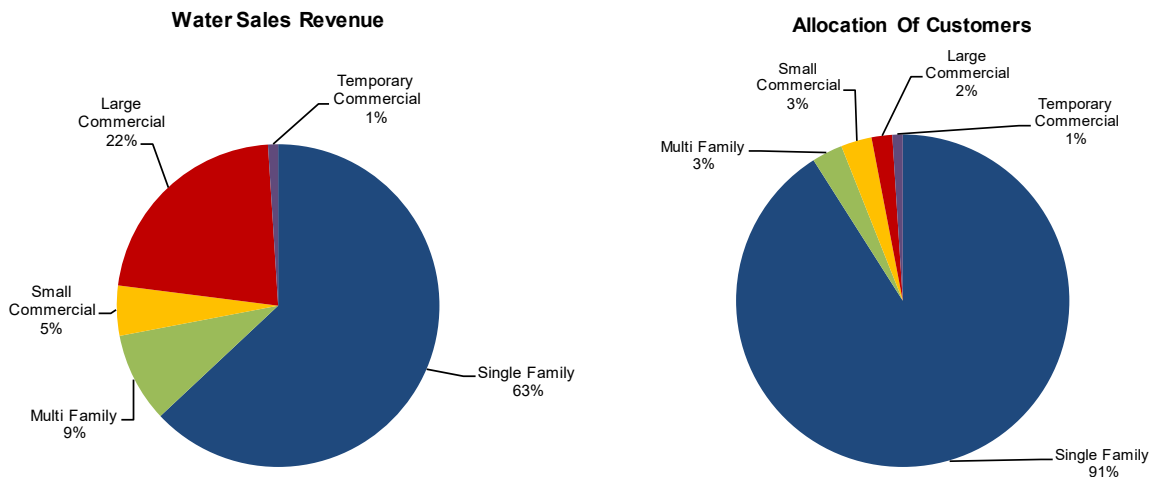 Water Sales Revenue
Temporary
Commercial
1%
Large
Commercial
22%
Small
Commercial
5%
Multi Family
9%
Single Family
63%
Allocation Of Customers
Large
Commercial
2%
Small
Commercial
3%
Temporary
Commercial
1%
Multi Family
3%
Single Family
91%